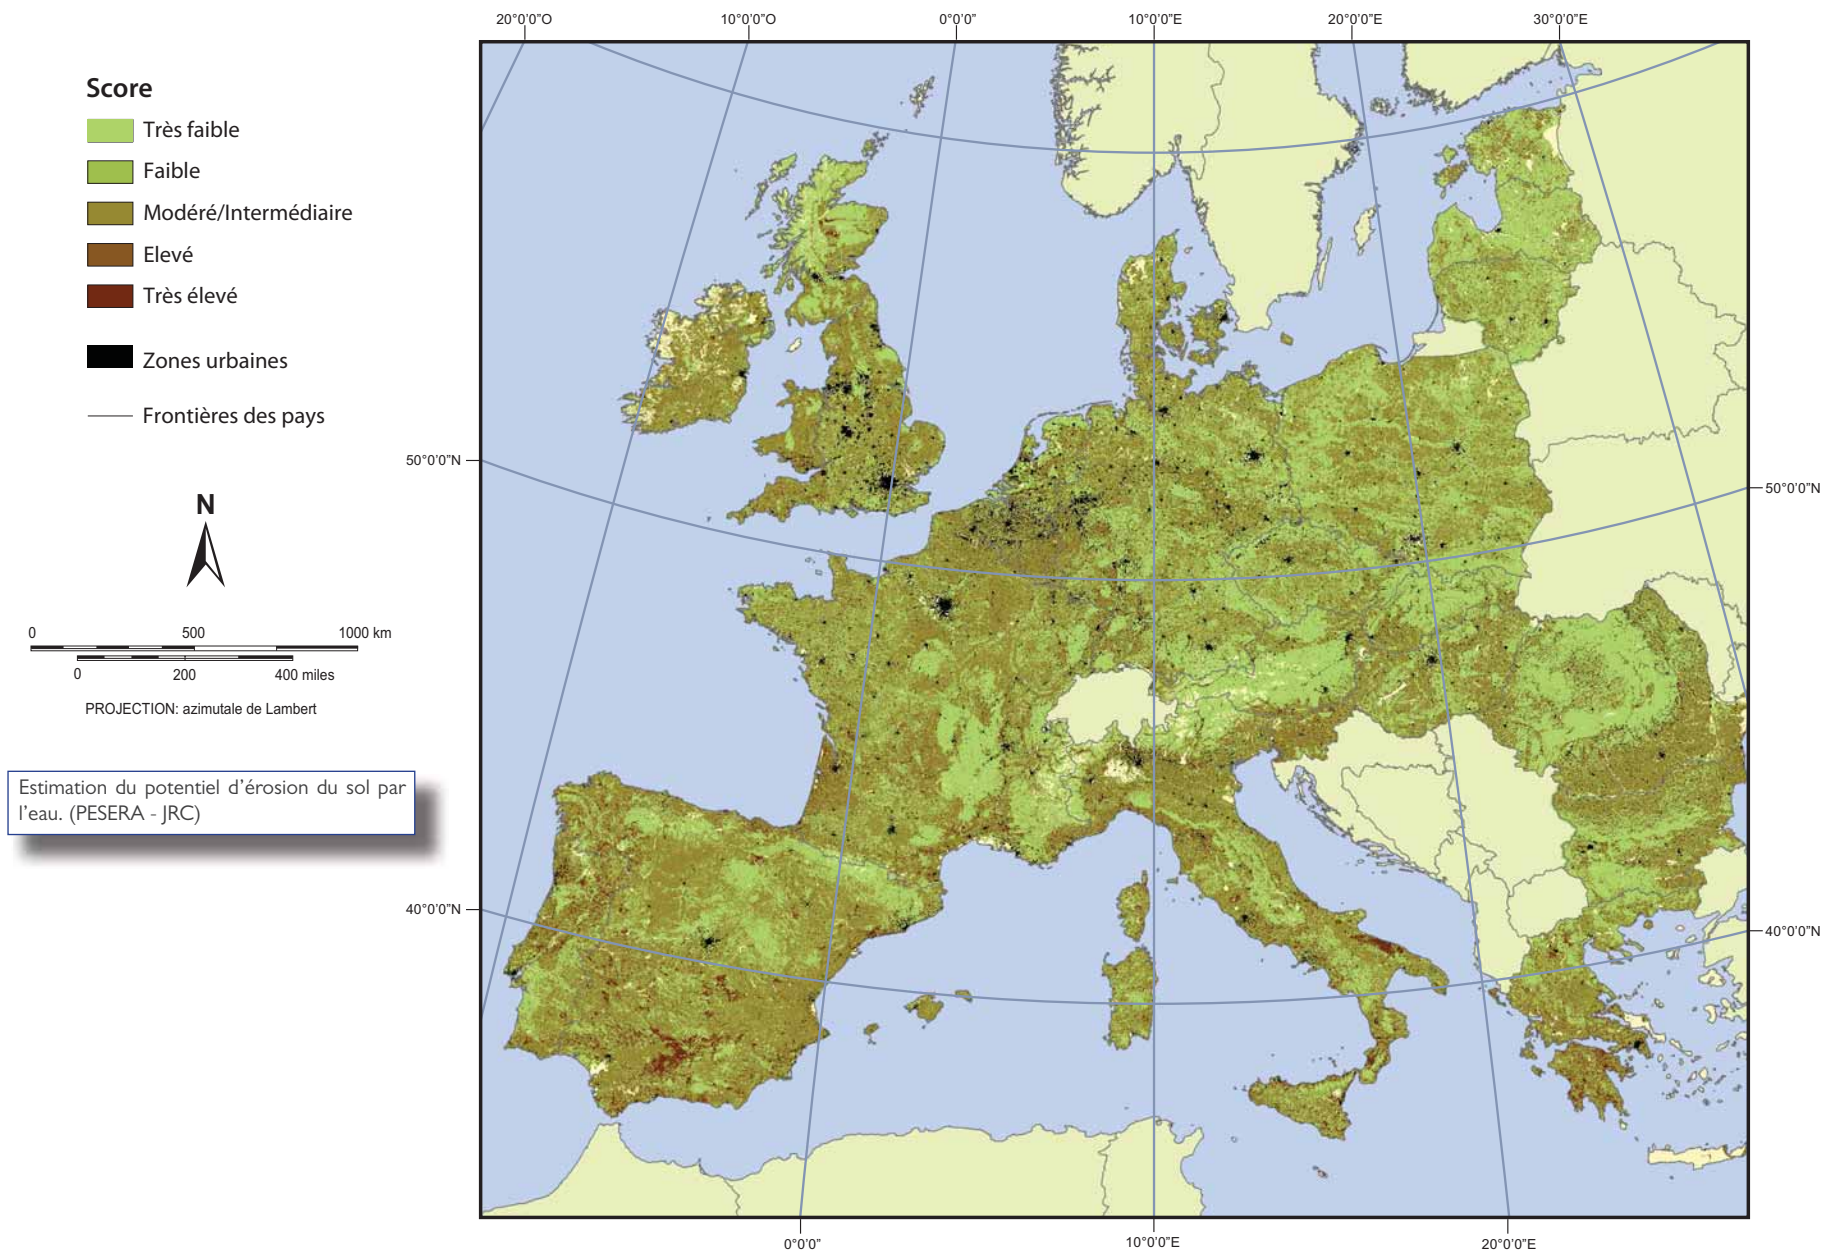 20°0'0"O 10°0'0"O 0°0'0" 10°0'0"E 20°0'0"E 30°0'0"E
Score
Très faible
Faible
Modéré/Intermédiaire
Elevé
Très élevé
Zones urbaines
Frontières des pays
50°0'0"N
50°0'0"N
N
0 500 1000 km
0 200 400 miles
PROJECTION: azimutale de Lambert
Estimation du potentiel d'érosion du sol par
l'eau. (PESERA - JRC)
40°0'0"N
40°0'0"N
0°0'0" 10°0'0"E 20°0'0"E